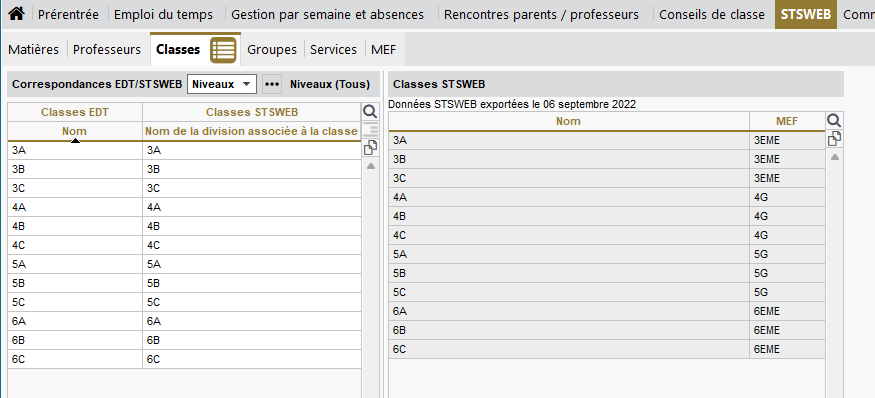 Prérentrée Emploi du temps Gestion par semaine et absences Rencontres parents / professeurs Conseils de classe STSWEB Comm
Matières Professeurs Classes Groupes Services MEF
Correspondances EDT/STSWEB Niveaux ••• Niveaux (Tous)
Classes EDT Classes STSWEB
Nom Nom de la division associée à la classe
3A 3A
3B 3B
3C 3C
4A 4A
4B 4B
4C 4C
5A 5A
5B 5B
5C 5C
6A 6A
6B 6B
6C 6C
Classes STSWEB
Données STSWEB exportées le 06 septembre 2022
Nom MEF
3A 3EME
3B 3EME
3C 3EME
4A 4G
4B 4G
4C 4G
5A 5G
5B 5G
5C 5G
6A 6EME
6B 6EME
6C 6EME